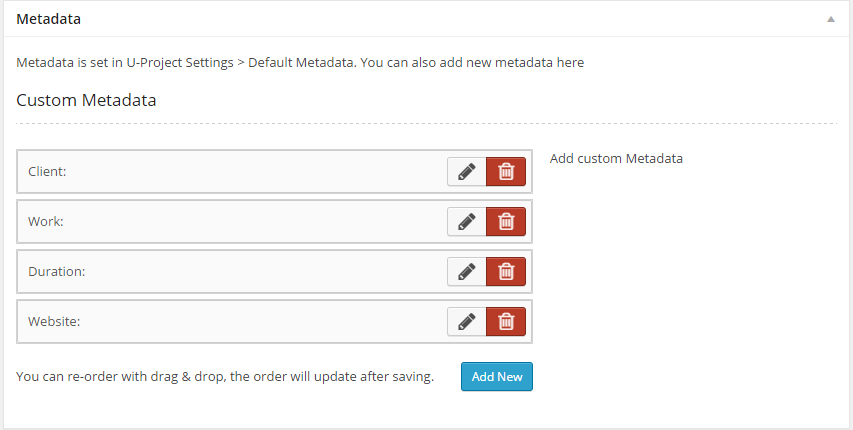 Metadata
Metadata is set in U-Project Settings > Default Metadata. You can also add new metadata here
Custom Metadata
Client:
Add custom Metadata
Work:
Duration:
Website:
You can re-order with drag & drop, the order will update after saving.
Add New